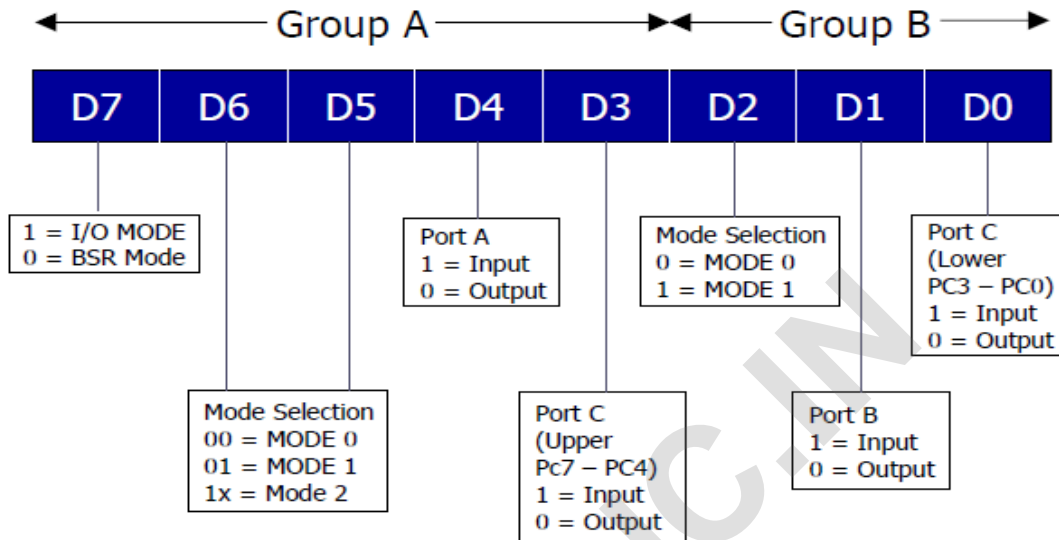 Group A
Group B
D7 D6 D5 D4 D3 D2 D1 D0
1 = I/O MODE
0 = BSR Mode
Port A
1 = Input
0 = Output
Mode Selection
0 = MODE 0
1 = MODE 1
Port C
(Lower
PC3 – PC0)
1 = Input
0 = Output
Mode Selection
00 = MODE 0
01 = MODE 1
1x = Mode 2
Port C
(Upper
Pc7 – PC4)
1 = Input
0 = Output
Port B
1 = Input
0 = Output
C.IN